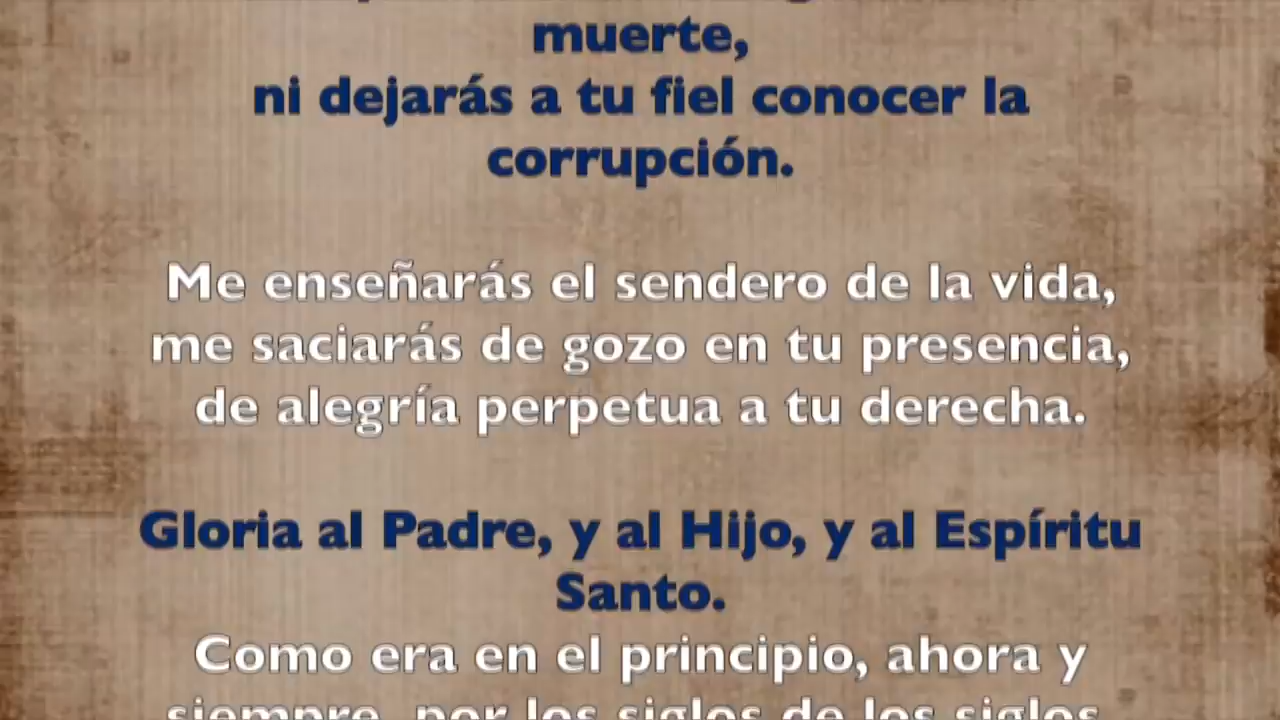 muerte,
ni dejarás a tu fiel conocer la
corrupción.
Me enseñarás el sendero de la vida,
me saciarás de gozo en tu presencia,
de alegría perpetua a tu derecha.
Gloria al Padre, y al Hijo, y al Espíritu
Santo.
Como era en el principio, ahora y
siempre, por los siglos de los siglos.